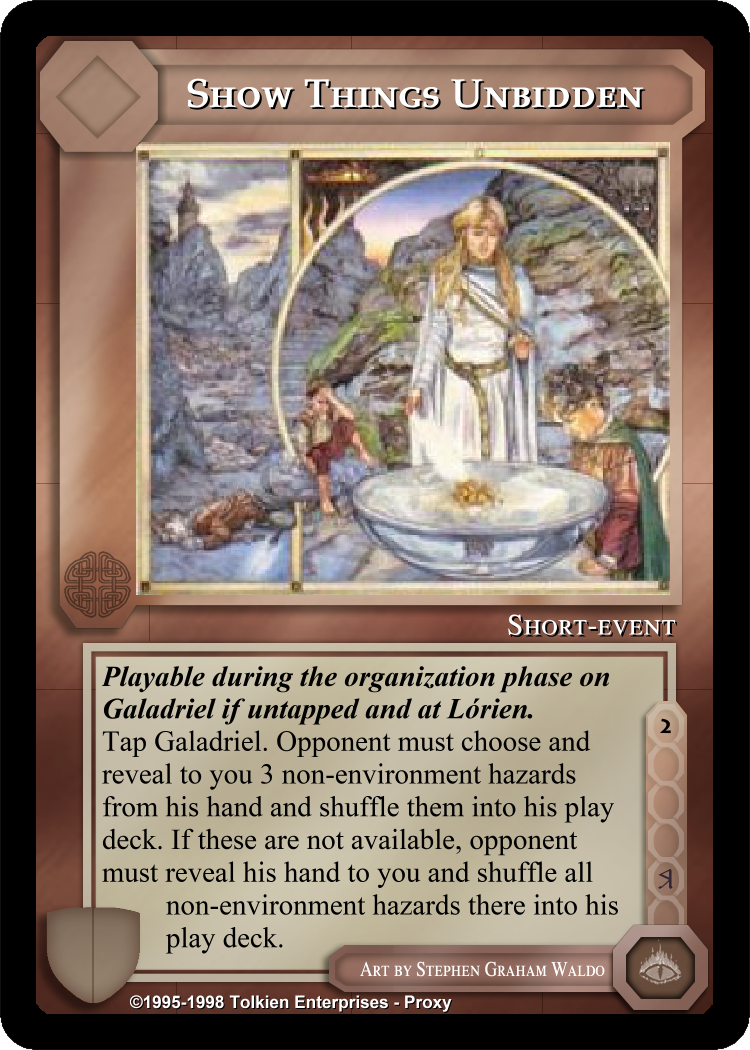 Show Things Unbidden
Short-event
Playable during the organization phase on
Galadriel if untapped and at Lórien.
Tap Galadriel. Opponent must choose and
reveal to you 3 non-environment hazards
from his hand and shuffle them into his play
deck. If these are not available, opponent
must reveal his hand to you and shuffle all
non-environment hazards there into his
play deck.
2
Art by Stephen Graham Waldo
©1995-1998 Tolkien Enterprises - Proxy